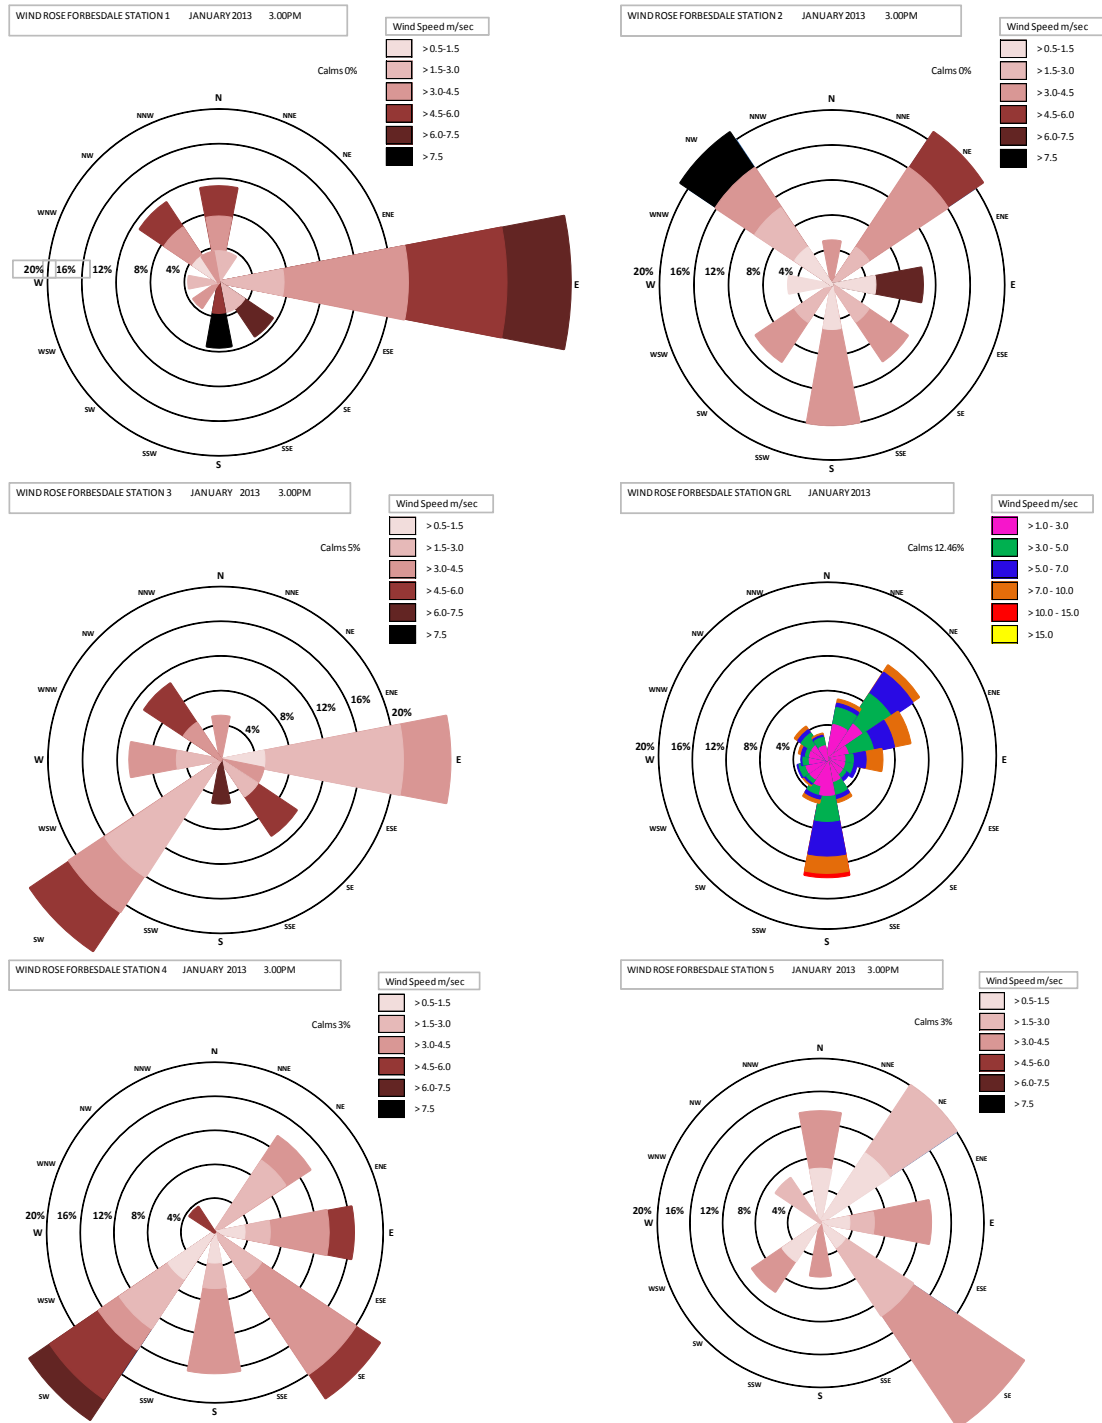 WIND ROSE FORBESDALE STATION 1 JANUARY 2013 3.00PM
Wind Speed m/sec
> 0.5-1.5
> 1.5-3.0
> 3.0-4.5
> 4.5-6.0
> 6.0-7.5
> 7.5
Calms 0%
N
NNW NNE
NW NE
WNW ENE
20% 16% 12% 8% 4%
W E
WSW ESE
SW SE
SSW SSE
S
WIND ROSE FORBESDALE STATION 2 JANUARY 2013 3.00PM
Wind Speed m/sec
> 0.5-1.5
> 1.5-3.0
> 3.0-4.5
> 4.5-6.0
> 6.0-7.5
> 7.5
Calms 0%
N
NNW NNE
NW NE
WNW ENE
20% 16% 12% 8% 4%
W E
WSW ESE
SW SE
SSW SSE
S
WIND ROSE FORBESDALE STATION 3 JANUARY 2013 3.00PM
Wind Speed m/sec
> 0.5-1.5
> 1.5-3.0
> 3.0-4.5
> 4.5-6.0
> 6.0-7.5
> 7.5
Calms 5%
N
NNW NNE
NW NE
WNW ENE
4% 8% 12% 16% 20%
W E
WSW ESE
SW SE
SSW SSE
S
WIND ROSE FORBESDALE STATION GRL JANUARY 2013
Wind Speed m/sec
> 1.0 - 3.0
> 3.0 - 5.0
> 5.0 - 7.0
> 7.0 - 10.0
> 10.0 - 15.0
> 15.0
Calms 12.46%
N
NNW NNE
NW NE
WNW ENE
20% 16% 12% 8% 4%
W E
WSW ESE
SW SE
SSW SSE
S
WIND ROSE FORBESDALE STATION 4 JANUARY 2013 3.00PM
Wind Speed m/sec
> 0.5-1.5
> 1.5-3.0
> 3.0-4.5
> 4.5-6.0
> 6.0-7.5
> 7.5
Calms 3%
N
NNW NNE
NW NE
WNW ENE
20% 16% 12% 8% 4%
W E
WSW ESE
SW SE
SSW SSE
S
WIND ROSE FORBESDALE STATION 5 JANUARY 2013 3.00PM
Wind Speed m/sec
> 0.5-1.5
> 1.5-3.0
> 3.0-4.5
> 4.5-6.0
> 6.0-7.5
> 7.5
Calms 3%
N
NNW NNE
NW NE
WNW ENE
20% 16% 12% 8% 4%
W E
WSW ESE
SW SE
SSW SSE
S